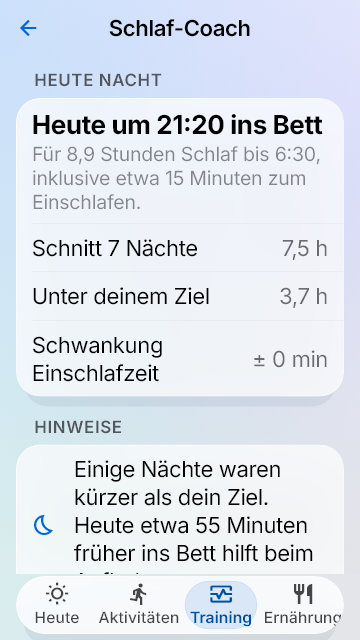 Schlaf-Coach
HEUTE NACHT
Heute um 21:20 ins Bett
Für 8,9 Stunden Schlaf bis 6:30,
inklusive etwa 15 Minuten zum
Einschlafen.
Schnitt 7 Nächte 7,5 h
Unter deinem Ziel 3,7 h
Schwankung
Einschlafzeit ± 0 min
HINWEISE
Einige Nächte waren
kürzer als dein Ziel.
Heute etwa 55 Minuten
früher ins Bett hilft beim
Heute Aktivitäten Training Ernährung